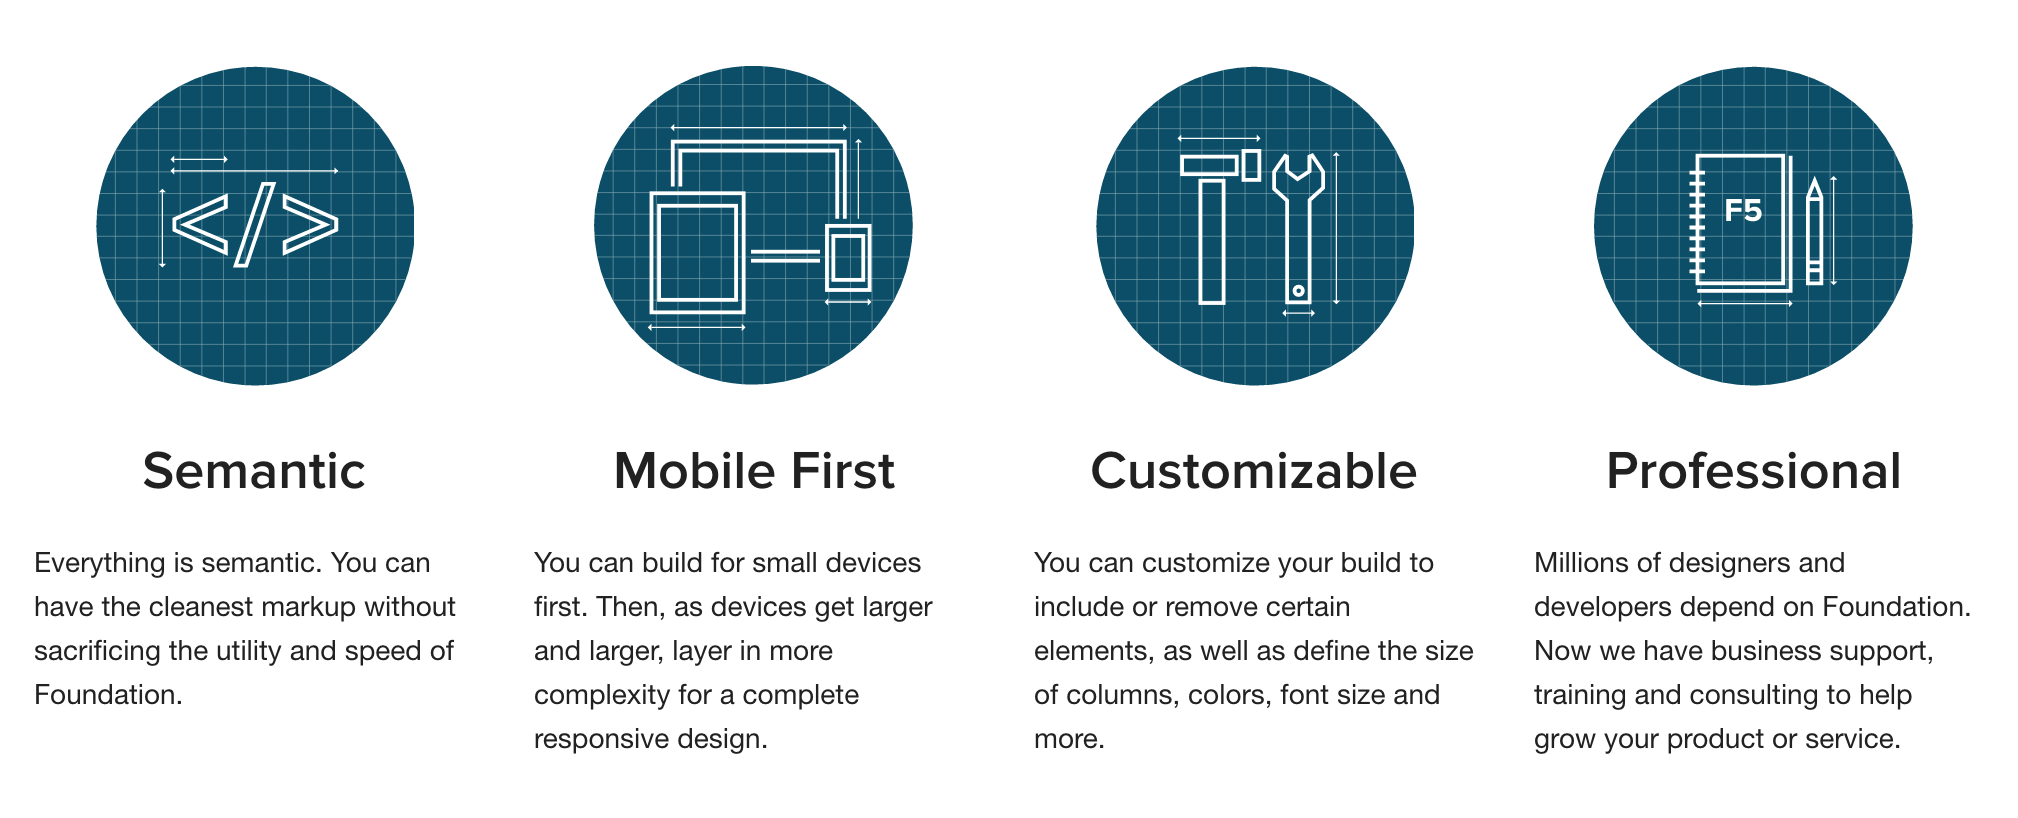 </>
F5
Semantic
Everything is semantic. You can
have the cleanest markup without
sacrificing the utility and speed of
Foundation.
Mobile First
You can build for small devices
first. Then, as devices get larger
and larger, layer in more
complexity for a complete
responsive design.
Customizable
You can customize your build to
include or remove certain
elements, as well as define the size
of columns, colors, font size and
more.
Professional
Millions of designers and
developers depend on Foundation.
Now we have business support,
training and consulting to help
grow your product or service.